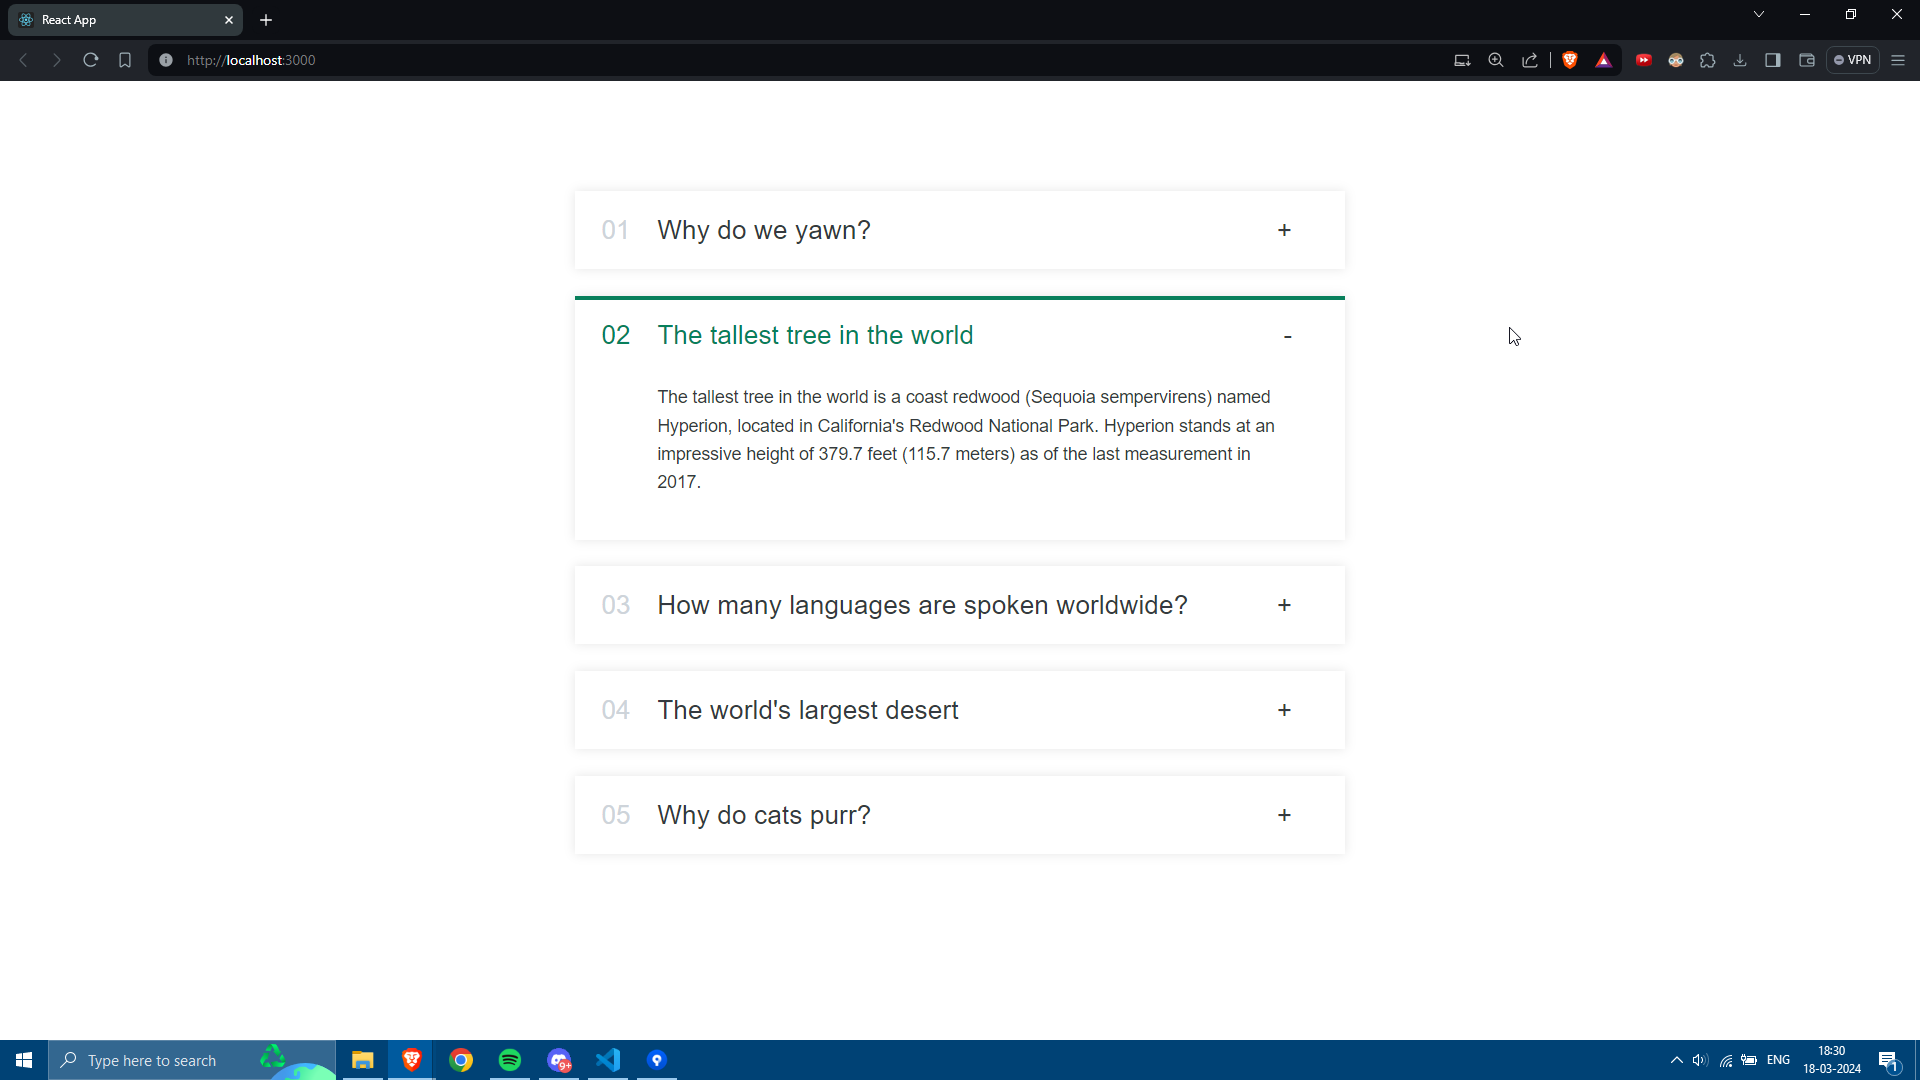 React App
http://localhost:3000
VPN
01 Why do we yawn? +
02 The tallest tree in the world -
The tallest tree in the world is a coast redwood (Sequoia sempervirens) named
Hyperion, located in California's Redwood National Park. Hyperion stands at an
impressive height of 379.7 feet (115.7 meters) as of the last measurement in
2017.
03 How many languages are spoken worldwide? +
04 The world's largest desert +
05 Why do cats purr? +
Type here to search
9+
ENG
18:30
18-03-2024
1